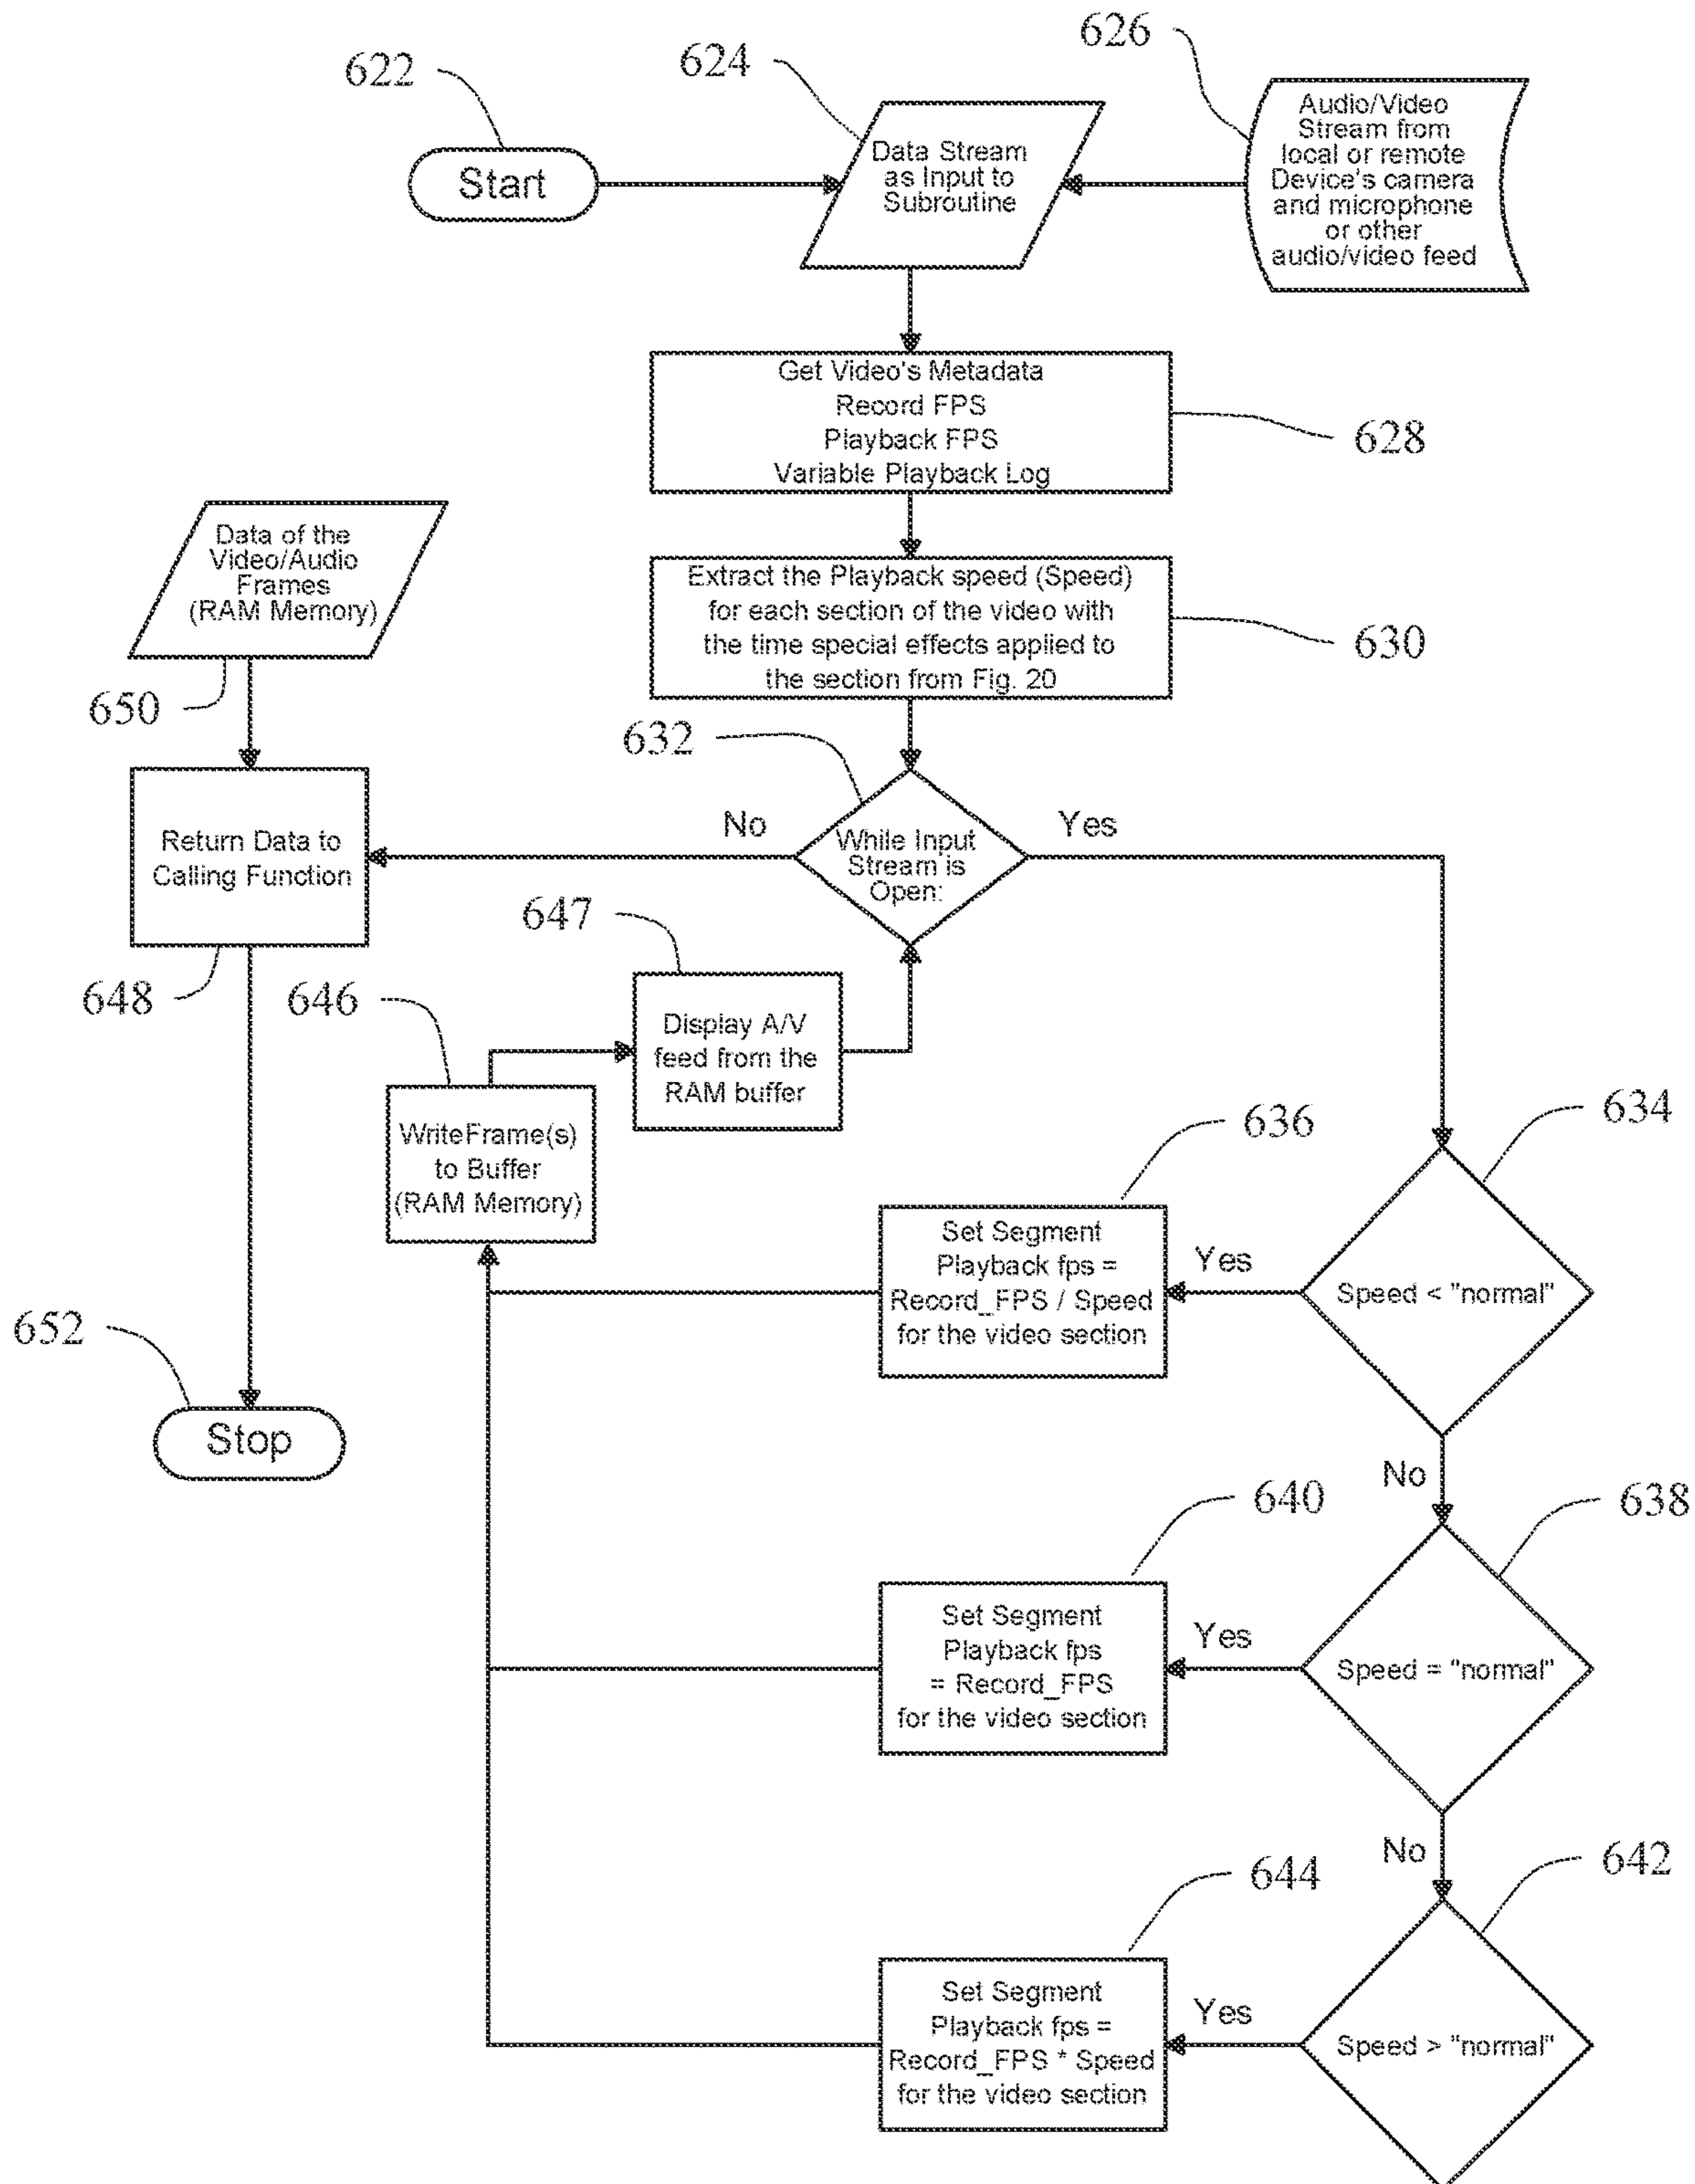 622
624
626
Start
Data Stream
as Input to
Subroutine
Audio/Video
Stream from
local or remote
Device's camera
and microphone
or other
audio/video feed
Get Video's Metadata
Record FPS
Playback FPS
Variable Playback Log
628
Data of the
Video/Audio
Frames
(RAM Memory)
650
Extract the Playback speed (Speed)
for each section of the video with
the time special effects applied to
the section from Fig. 20
630
632
No
Yes
While Input
Stream is
Open:
Return Data to
Calling Function
648
647
646
Display A/V
feed from the
RAM buffer
WriteFrame(s)
to Buffer
(RAM Memory)
634
636
Set Segment
Playback fps =
Record_FPS / Speed
for the video section
Yes
Speed < "normal"
652
Stop
No
638
640
Set Segment
Playback fps
= Record_FPS
for the video section
Yes
Speed = "normal"
No
642
644
Set Segment
Playback fps =
Record_FPS * Speed
for the video section
Yes
Speed > "normal"